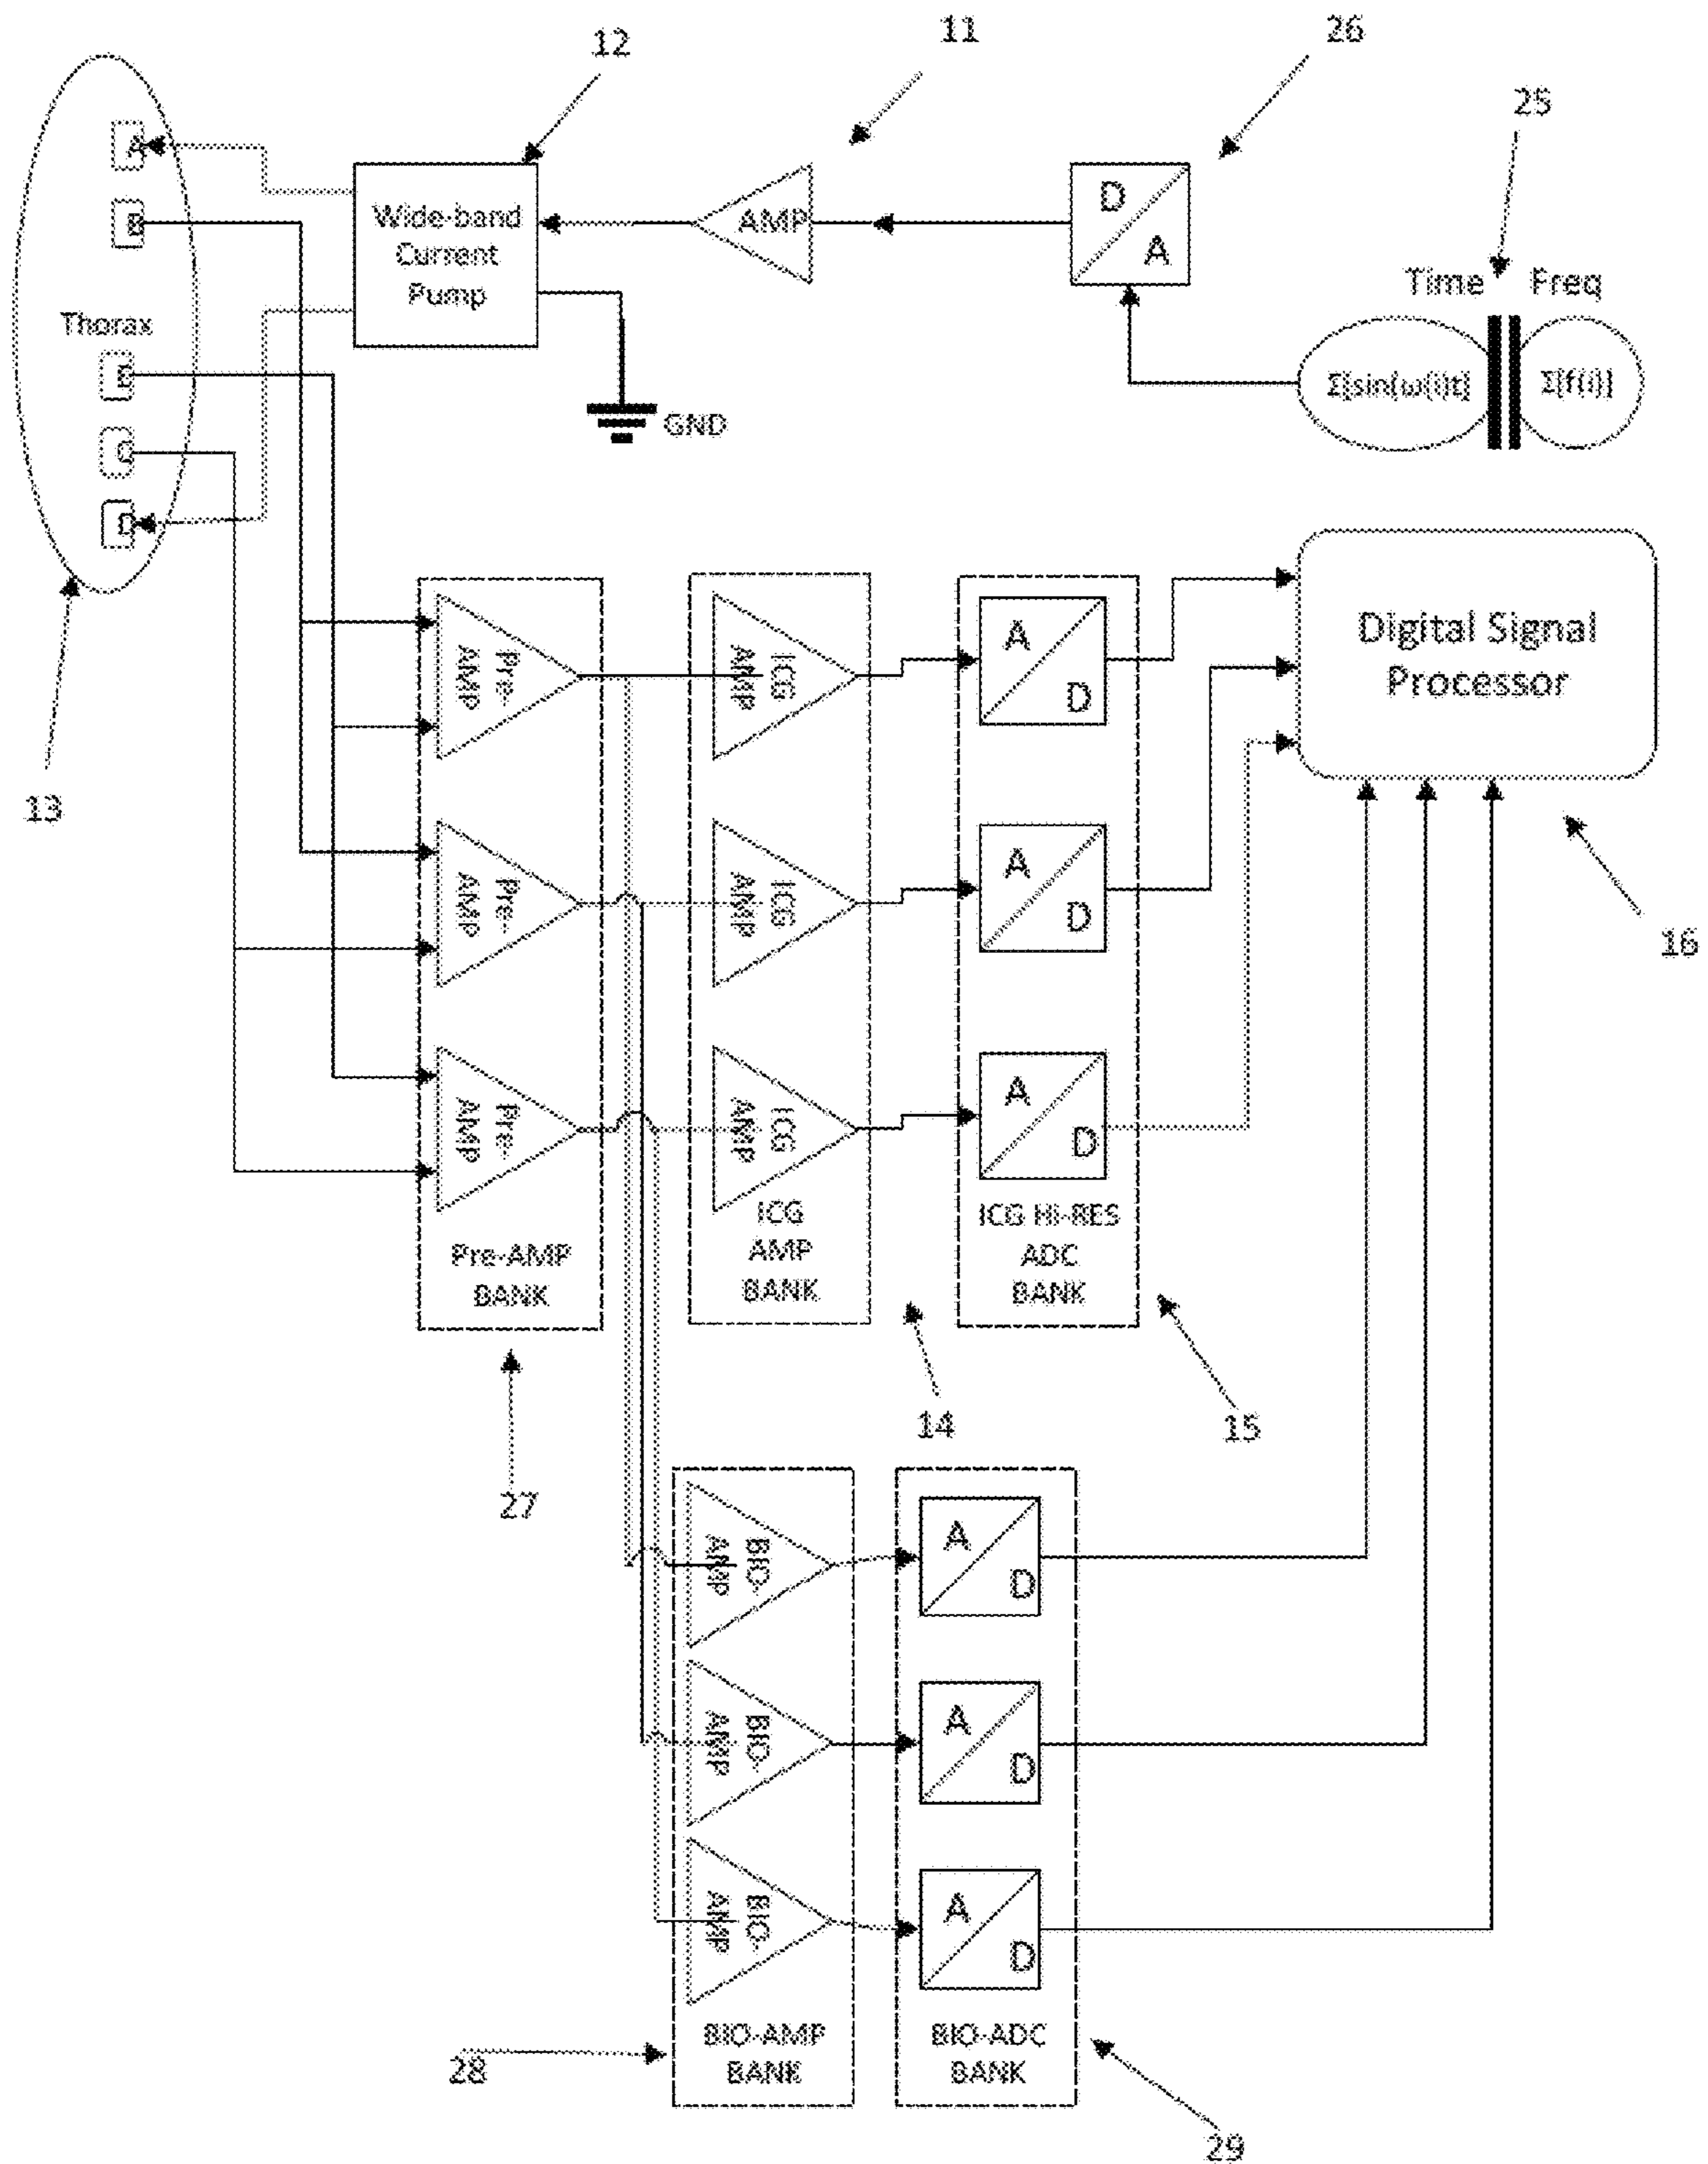 12
11
26
25
A
B
Wide-band
Current
Pump
AMP
D
A
Time
Freq
Thorax
E
C
D
GND
Σ[sin(ω(i)t]
Σ[f(i)]
13
Digital Signal
Processor
16
Pre-
AMP
ICG
AMP
A
D
Pre-
AMP
ICG
AMP
A
D
Pre-
AMP
ICG
AMP
A
D
Pre-AMP
BANK
ICG
AMP
BANK
ICG HI-RES
ADC
BANK
27
14
15
BIO-
AMP
A
D
BIO-
AMP
A
D
BIO-
AMP
A
D
BIO-AMP
BANK
BIO-ADC
BANK
28
29